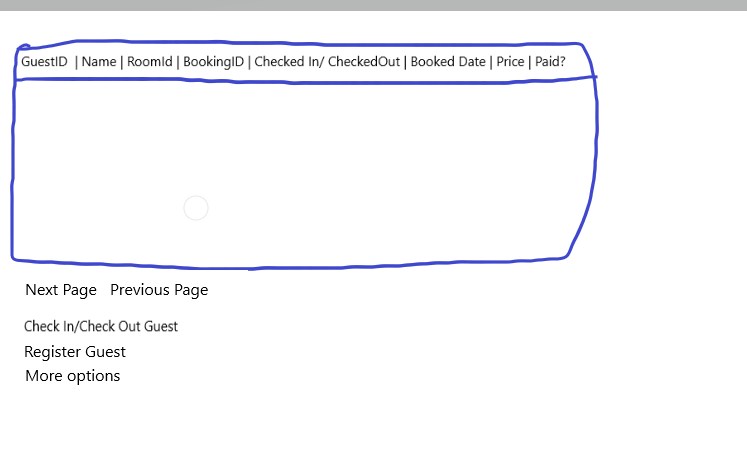 GuestID | Name | RoomId | BookingID | Checked In/ CheckedOut | Booked Date | Price | Paid?
Next Page Previous Page
Check In/Check Out Guest
Register Guest
More options